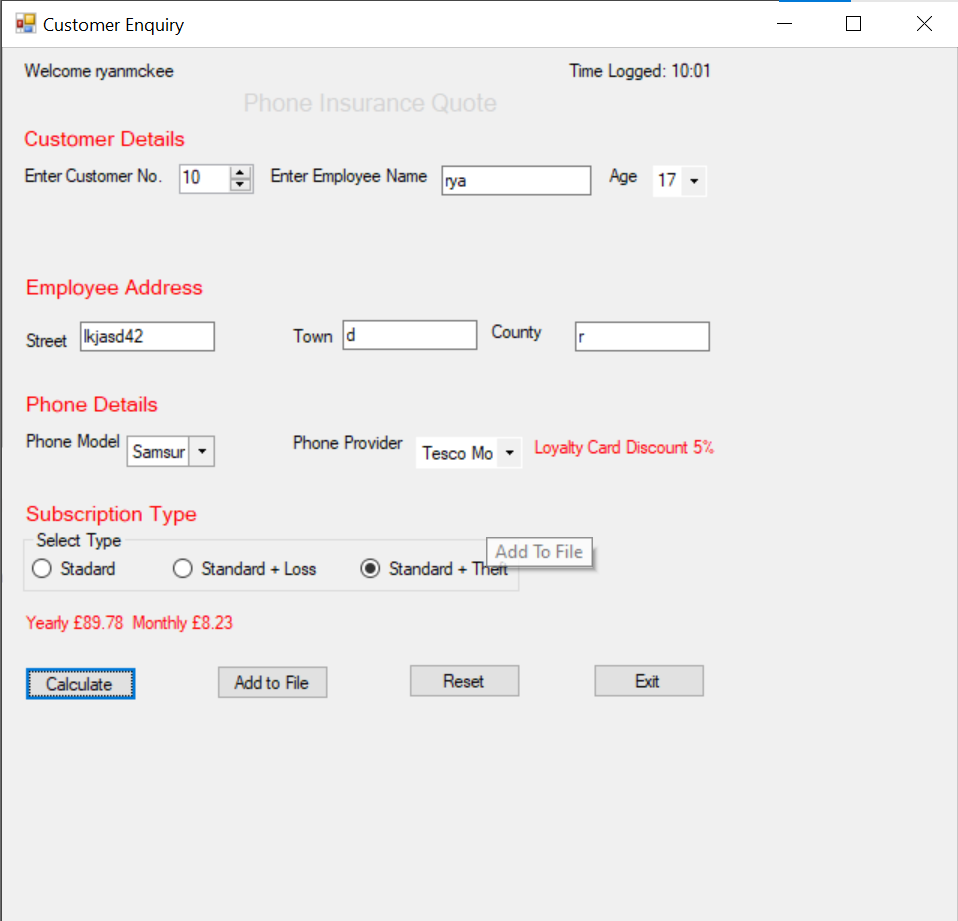 Customer Enquiry
Welcome ryanmckee Time Logged: 10:01
Phone Insurance Quote
Customer Details
Enter Customer No. 10 Enter Employee Name rya Age 17
Employee Address
Street lkjasd42 Town d County r
Phone Details
Phone Model Samsur Phone Provider Tesco Mo Loyalty Card Discount 5%
Subscription Type
Select Type
Add To File
Stadard Standard + Loss Standard + Theft
Yearly £89.78 Monthly £8.23
Calculate Add to File Reset Exit